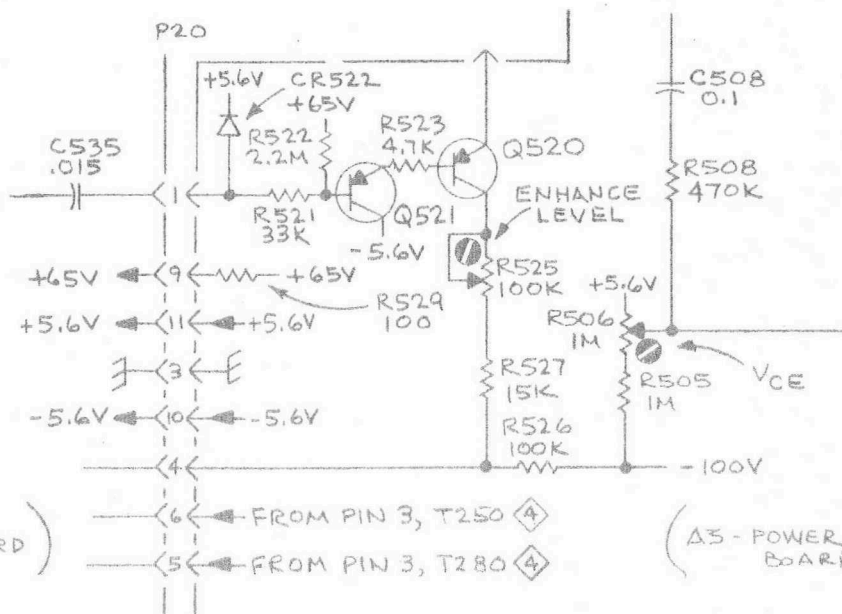 P20
+5.6V
CR522
+65V
C508
0.1
C535
.015
R522
2.2M
R523
4.7K
Q520
R508
470K
1
R521
33K
Q521
ENHANCE
LEVEL
-5.6V
+65V
9
+65V
R529
100
R525
100K
+5.6V
+5.6V
11
+5.6V
R506
1M
3
R527
15K
R505
1M
VCE
-5.6V
10
-5.6V
R526
100K
4
-100V
6
FROM PIN 3, T250 4
5
FROM PIN 3, T280 4
RD
A3-POWER
BOAR